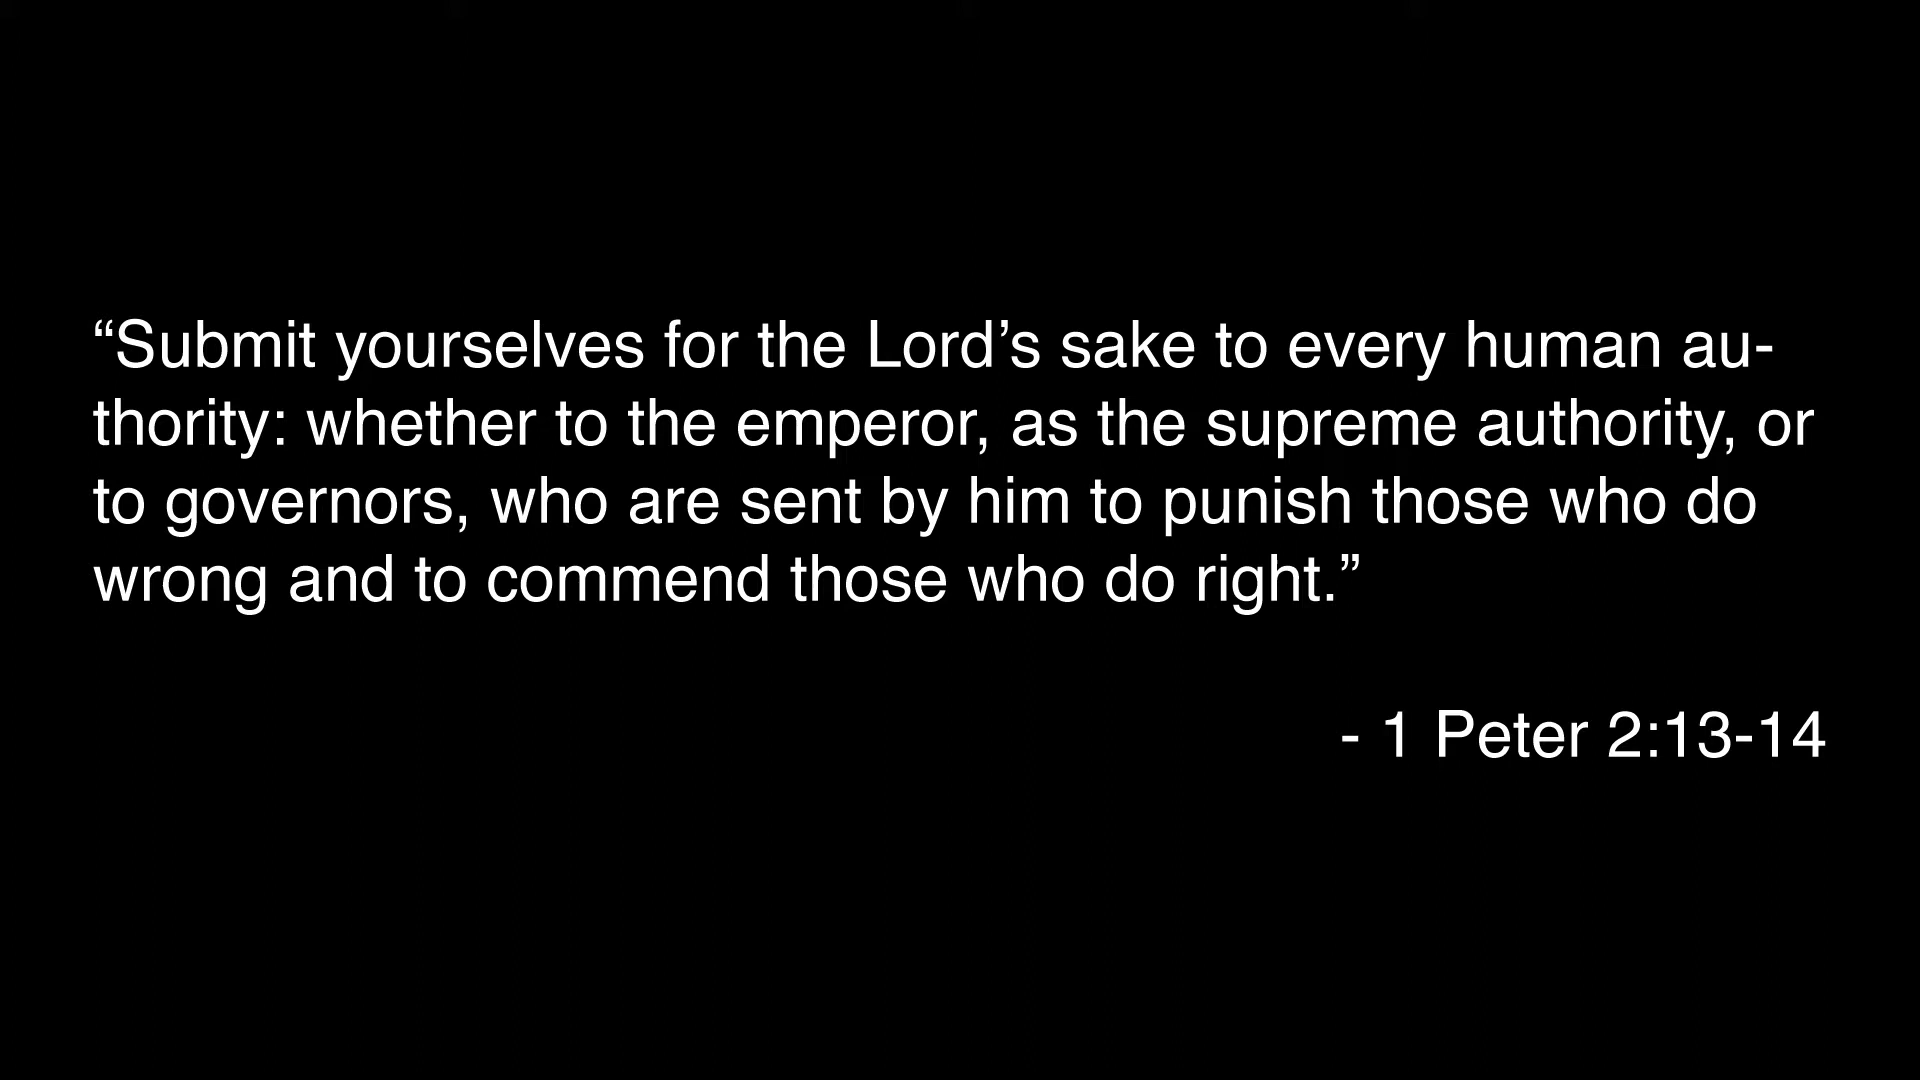 “Submit yourselves for the Lord’s sake to every human au-
thority: whether to the emperor, as the supreme authority, or
to governors, who are sent by him to punish those who do
wrong and to commend those who do right.”
- 1 Peter 2:13-14